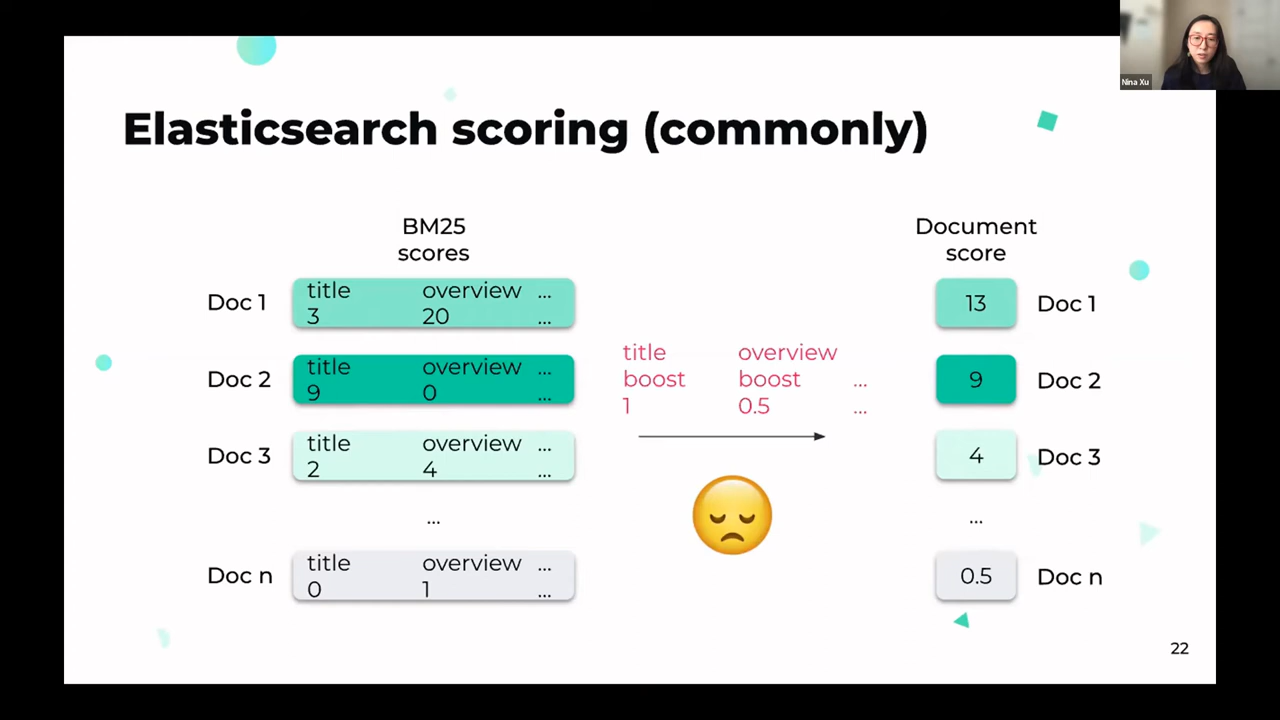 Nina Xu
Elasticsearch scoring (commonly)
BM25
scores
Document
score
Doc 1
title overview ...
3 20 ...
13
Doc 1
Doc 2
title overview ...
9 0 ...
title overview
boost boost ...
1 0.5 ...
9
Doc 2
Doc 3
title overview ...
2 4 ...
4
Doc 3
...
...
Doc n
title overview ...
0 1 ...
0.5
Doc n
22